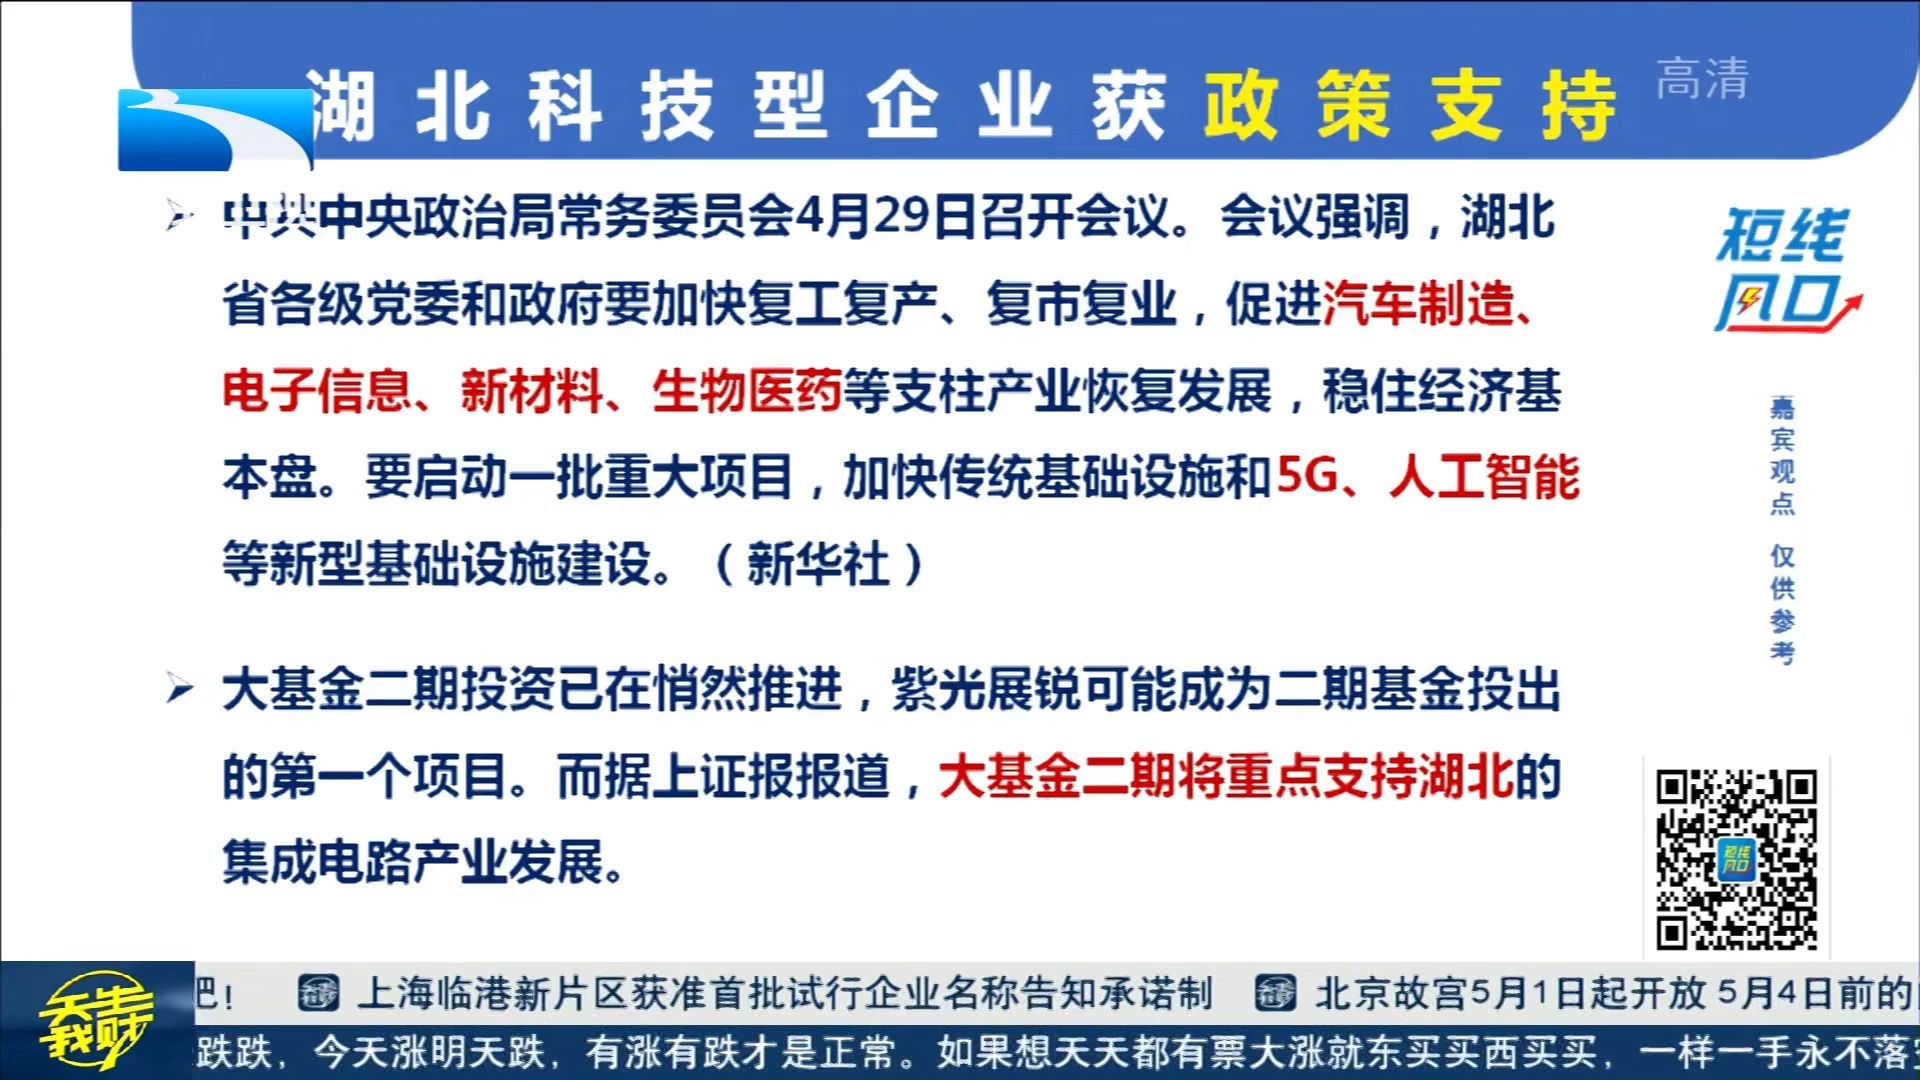 湖北科技型企业获政策支持
高清
中共中央政治局常务委员会4月29日召开会议。会议强调，湖北
省各级党委和政府要加快复工复产、复市复业，促进汽车制造、
电子信息、新材料、生物医药等支柱产业恢复发展，稳住经济基
本盘。要启动一批重大项目，加快传统基础设施和5G、人工智能
等新型基础设施建设。（新华社）
大基金二期投资已在悄然推进，紫光展锐可能成为二期基金投出
的第一个项目。而据上证报报道，大基金二期将重点支持湖北的
集成电路产业发展。
短线
风口
嘉宾观点 仅供参考
短线
风口
天生
我财
吧！ 上海临港新片区获准首批试行企业名称告知承诺制 北京故宫5月1日起开放 5月4日前的
跌跌，今天涨明天跌，有涨有跌才是正常。如果想天天都有票大涨就东买买西买买，一样一手永不落